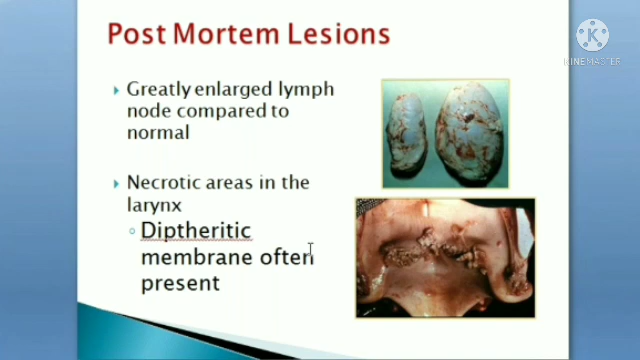 Post Mortem Lesions
Greatly enlarged lymph
node compared to
normal
Necrotic areas in the
larynx
Diptheritic
membrane often
present
KINEMASTER